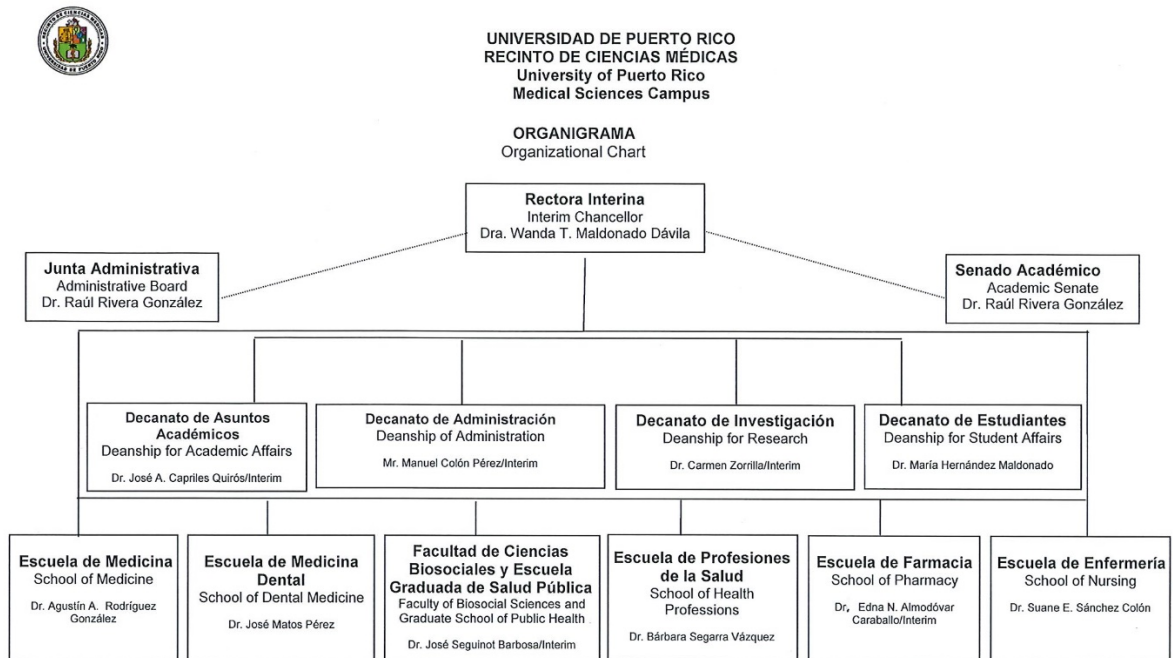 UNIVERSIDAD DE PUERTO RICO
RECINTO DE CIENCIAS MÉDICAS
University of Puerto Rico
Medical Sciences Campus
ORGANIGRAMA
Organizational Chart
Rectora Interina
Interim Chancellor
Dra. Wanda T. Maldonado Dávila
Junta Administrativa
Administrative Board
Dr. Raúl Rivera González
Senado Académico
Academic Senate
Dr. Raúl Rivera González
Decanato de Asuntos
Académicos
Deanship for Academic Affairs
Dr. José A. Capriles Quirós/Interim
Decanato de Administración
Deanship of Administration
Mr. Manuel Colón Pérez/Interim
Decanato de Investigación
Deanship for Research
Dr. Carmen Zorrilla/Interim
Decanato de Estudiantes
Deanship for Student Affairs
Dr. María Hernández Maldonado
Escuela de Medicina
School of Medicine
Dr. Agustín A. Rodríguez
González
Escuela de Medicina
Dental
School of Dental Medicine
Dr. José Matos Pérez
Facultad de Ciencias
Biosociales y Escuela
Graduada de Salud Pública
Faculty of Biosocial Sciences and
Graduate School of Public Health
Dr. José Seguinot Barbosa/Interim
Escuela de Profesiones
de la Salud
School of Health
Professions
Dr. Bárbara Segarra Vázquez
Escuela de Farmacia
School of Pharmacy
Dr, Edna N. Almodóvar
Caraballo/Interim
Escuela de Enfermería
School of Nursing
Dr. Suane E. Sánchez Colón